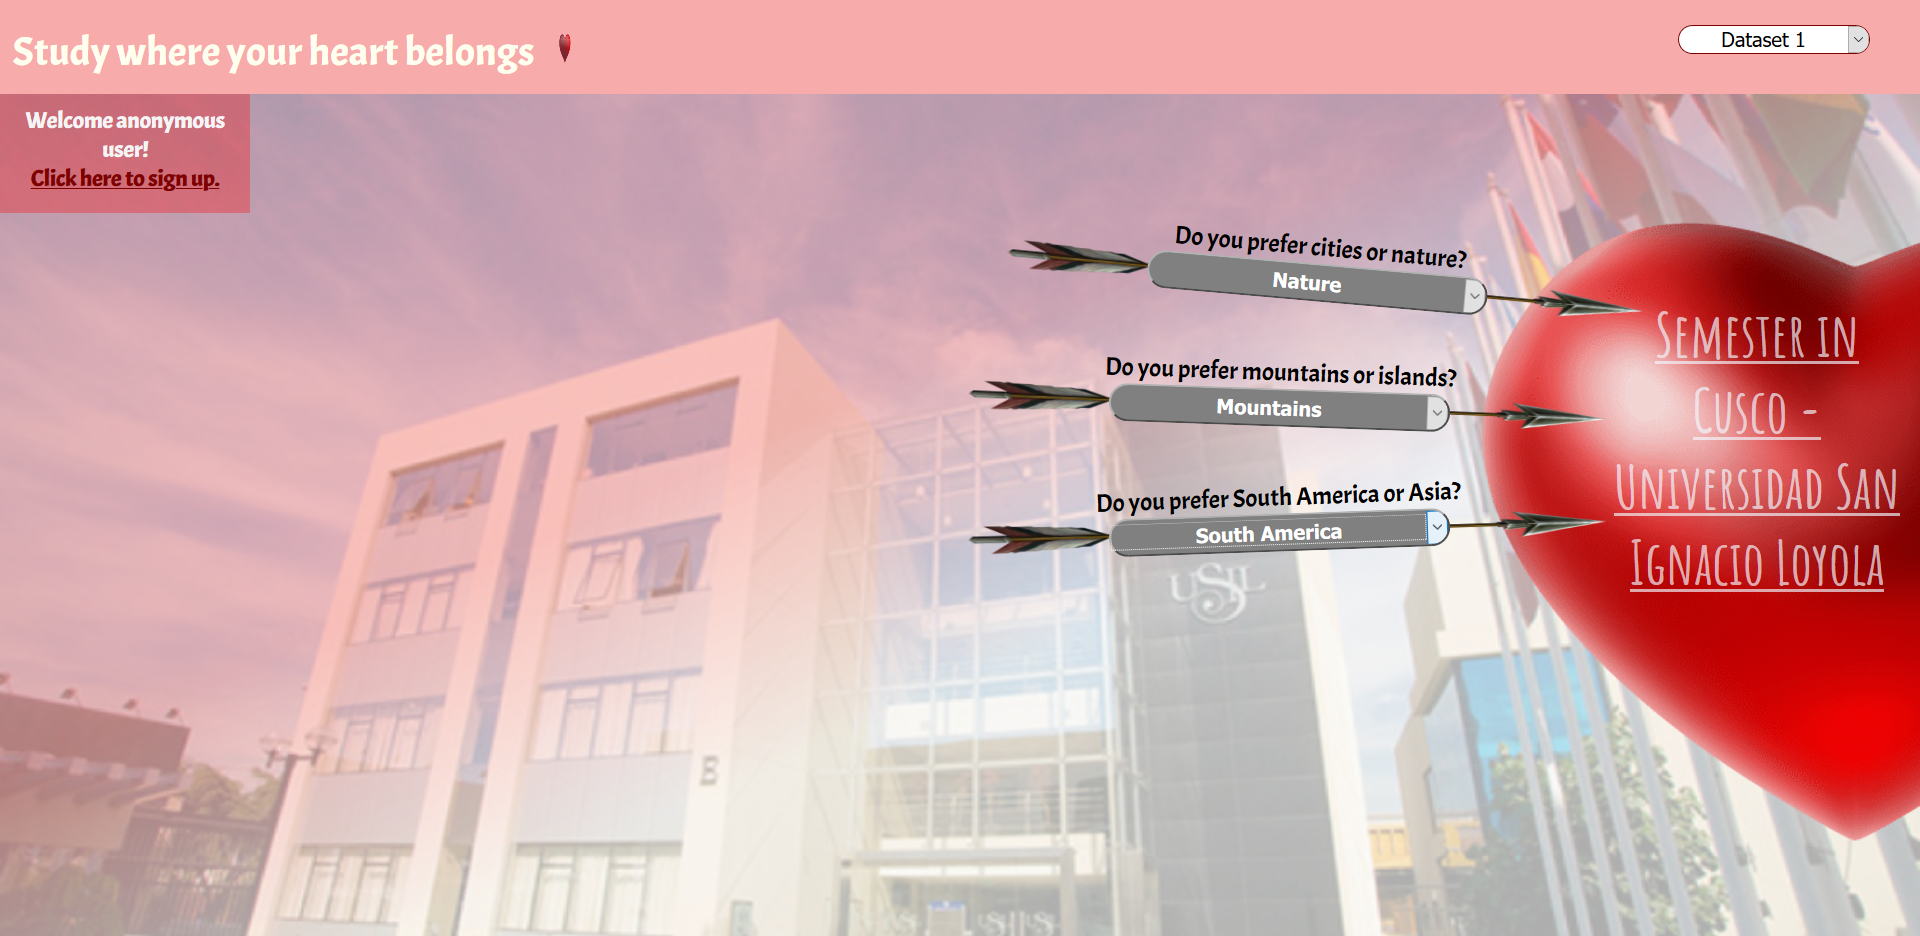 Study where your heart belongs
Dataset 1
Welcome anonymous
user!
Click here to sign up.
Do you prefer cities or nature?
Nature
Do you prefer mountains or islands?
Mountains
Do you prefer South America or Asia?
South America
Semester in
Cusco -
Universidad San
Ignacio Loyola
USIL
B